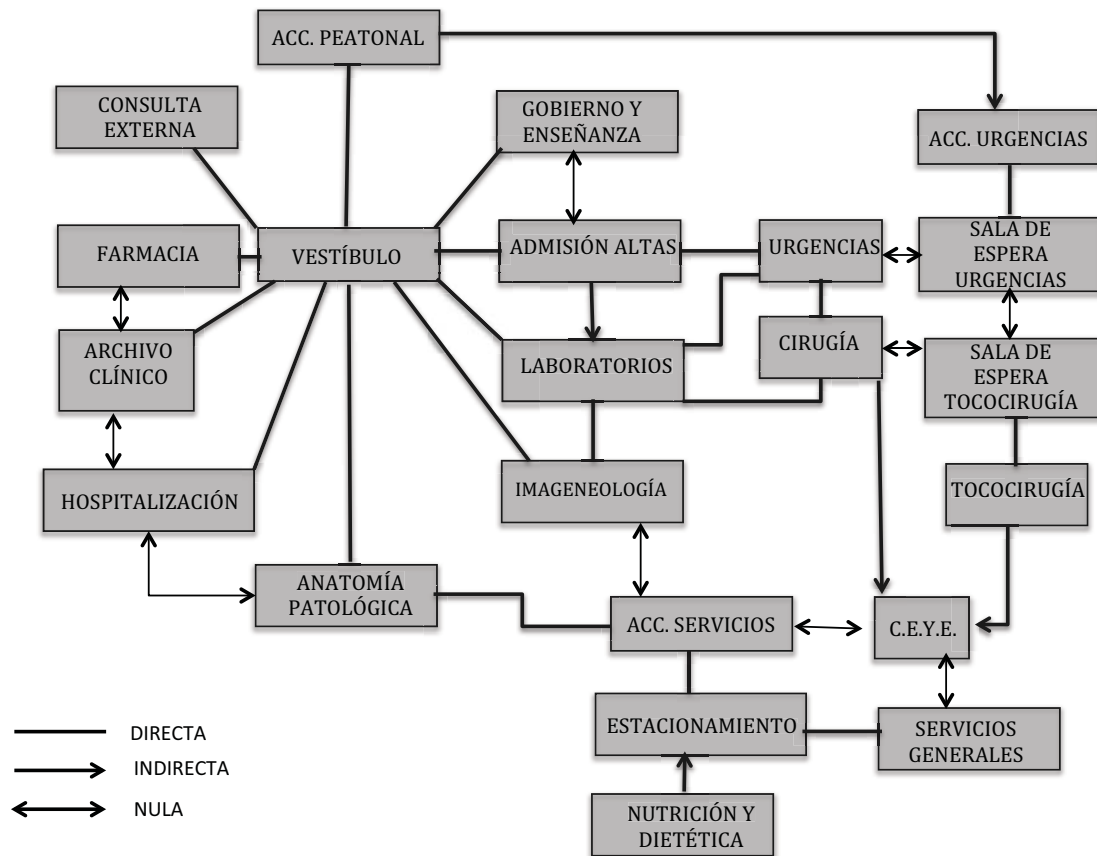 ACC. PEATONAL
CONSULTA
EXTERNA
GOBIERNO Y
ENSEÑANZA
ACC. URGENCIAS
FARMACIA
VESTÍBULO
ADMISIÓN ALTAS
URGENCIAS
SALA DE
ESPERA
URGENCIAS
ARCHIVO
CLÍNICO
LABORATORIOS
CIRUGÍA
SALA DE
ESPERA
TOCOCIRUGÍA
HOSPITALIZACIÓN
IMAGENEOLOGÍA
TOCOCIRUGÍA
ANATOMÍA
PATOLÓGICA
ACC. SERVICIOS
C.E.Y.E.
ESTACIONAMIENTO
SERVICIOS
GENERALES
NUTRICIÓN Y
DIETÉTICA
DIRECTA
INDIRECTA
NULA